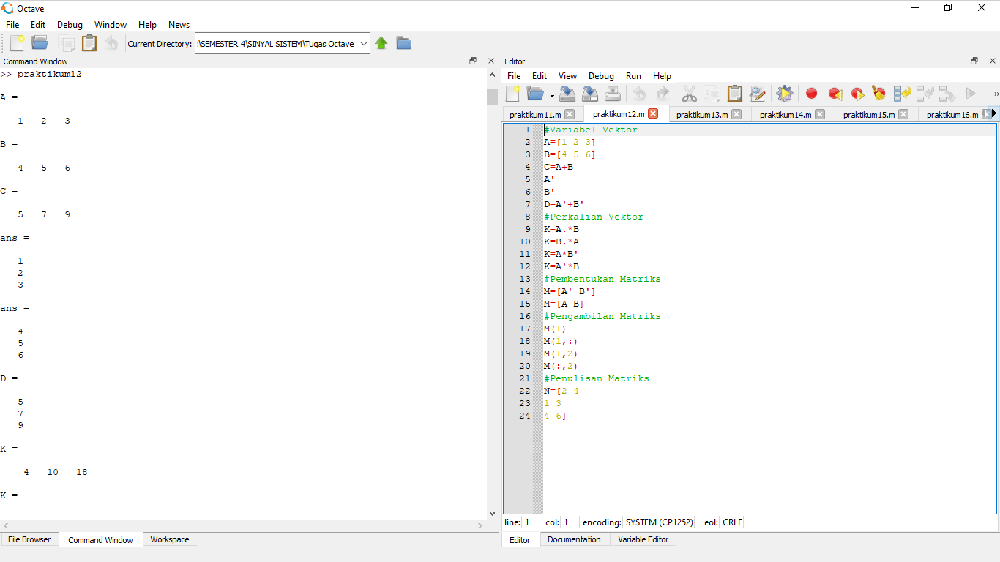 Octave
File Edit Debug Window Help News
Current Directory: :\SEMESTER 4\SINYAL SISTEM\Tugas Octave
Command Window
>> praktikum12
A =
1 2 3
B =
4 5 6
C =
5 7 9
ans =
1
2
3
ans =
4
5
6
D =
5
7
9
K =
4 10 18
K =
File Browser Command Window Workspace
Editor
File Edit View Debug Run Help
»
praktikum11.m praktikum12.m praktikum13.m praktikum14.m praktikum15.m praktikum16.m
1 #Variabel Vektor
2 A=[1 2 3]
3 B=[4 5 6]
4 C=A+B
5 A'
6 B'
7 D=A'+B'
8 #Perkalian Vektor
9 K=A.*B
10 K=B.*A
11 K=A*B'
12 K=A'*B
13 #Pembentukan Matriks
14 M=[A' B']
15 M=[A B]
16 #Pengambilan Matriks
17 M(1)
18 M(1,:)
19 M(1,2)
20 M(:,2)
21 #Penulisan Matriks
22 N=[2 4
23 1 3
24 4 6]
line: 1 col: 1 encoding: SYSTEM (CP1252) eol: CRLF
Editor Documentation Variable Editor